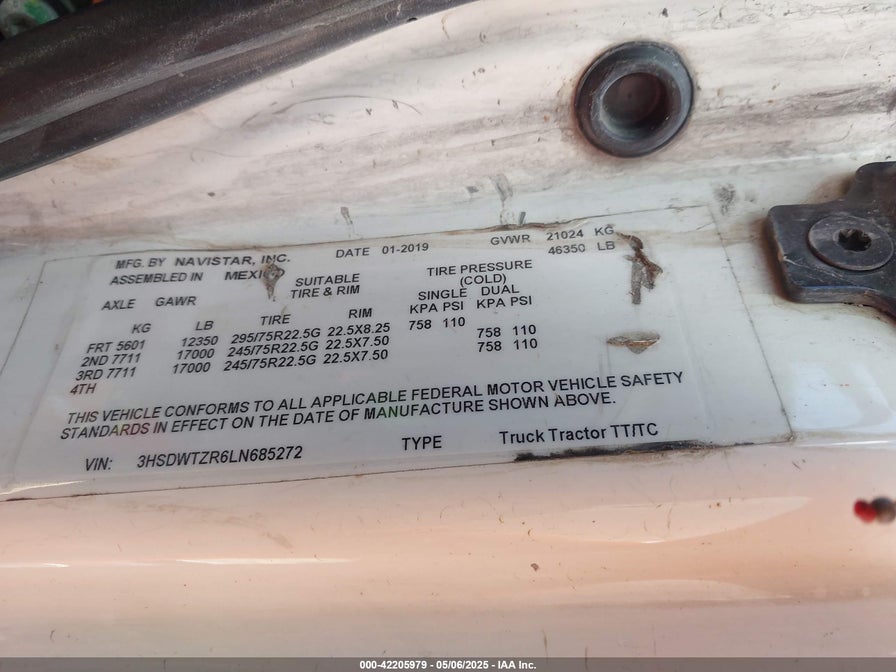 MFG. BY NAVISTAR, INC. DATE 01-2019 GVWR 21024 KG
ASSEMBLED IN MEXICO 46350 LB
SUITABLE TIRE PRESSURE
AXLE GAWR TIRE & RIM (COLD)
SINGLE DUAL
KG LB TIRE RIM KPA PSI KPA PSI
FRT 5601 12350 295/75R22.5G 22.5X8.25 758 110
2ND 7711 17000 245/75R22.5G 22.5X7.50 758 110
3RD 7711 17000 245/75R22.5G 22.5X7.50 758 110
4TH
THIS VEHICLE CONFORMS TO ALL APPLICABLE FEDERAL MOTOR VEHICLE SAFETY
STANDARDS IN EFFECT ON THE DATE OF MANUFACTURE SHOWN ABOVE.
VIN: 3HSDWTZR6LN685272 TYPE Truck Tractor TT/TC
000-42205979 - 05/06/2025 - IAA Inc.